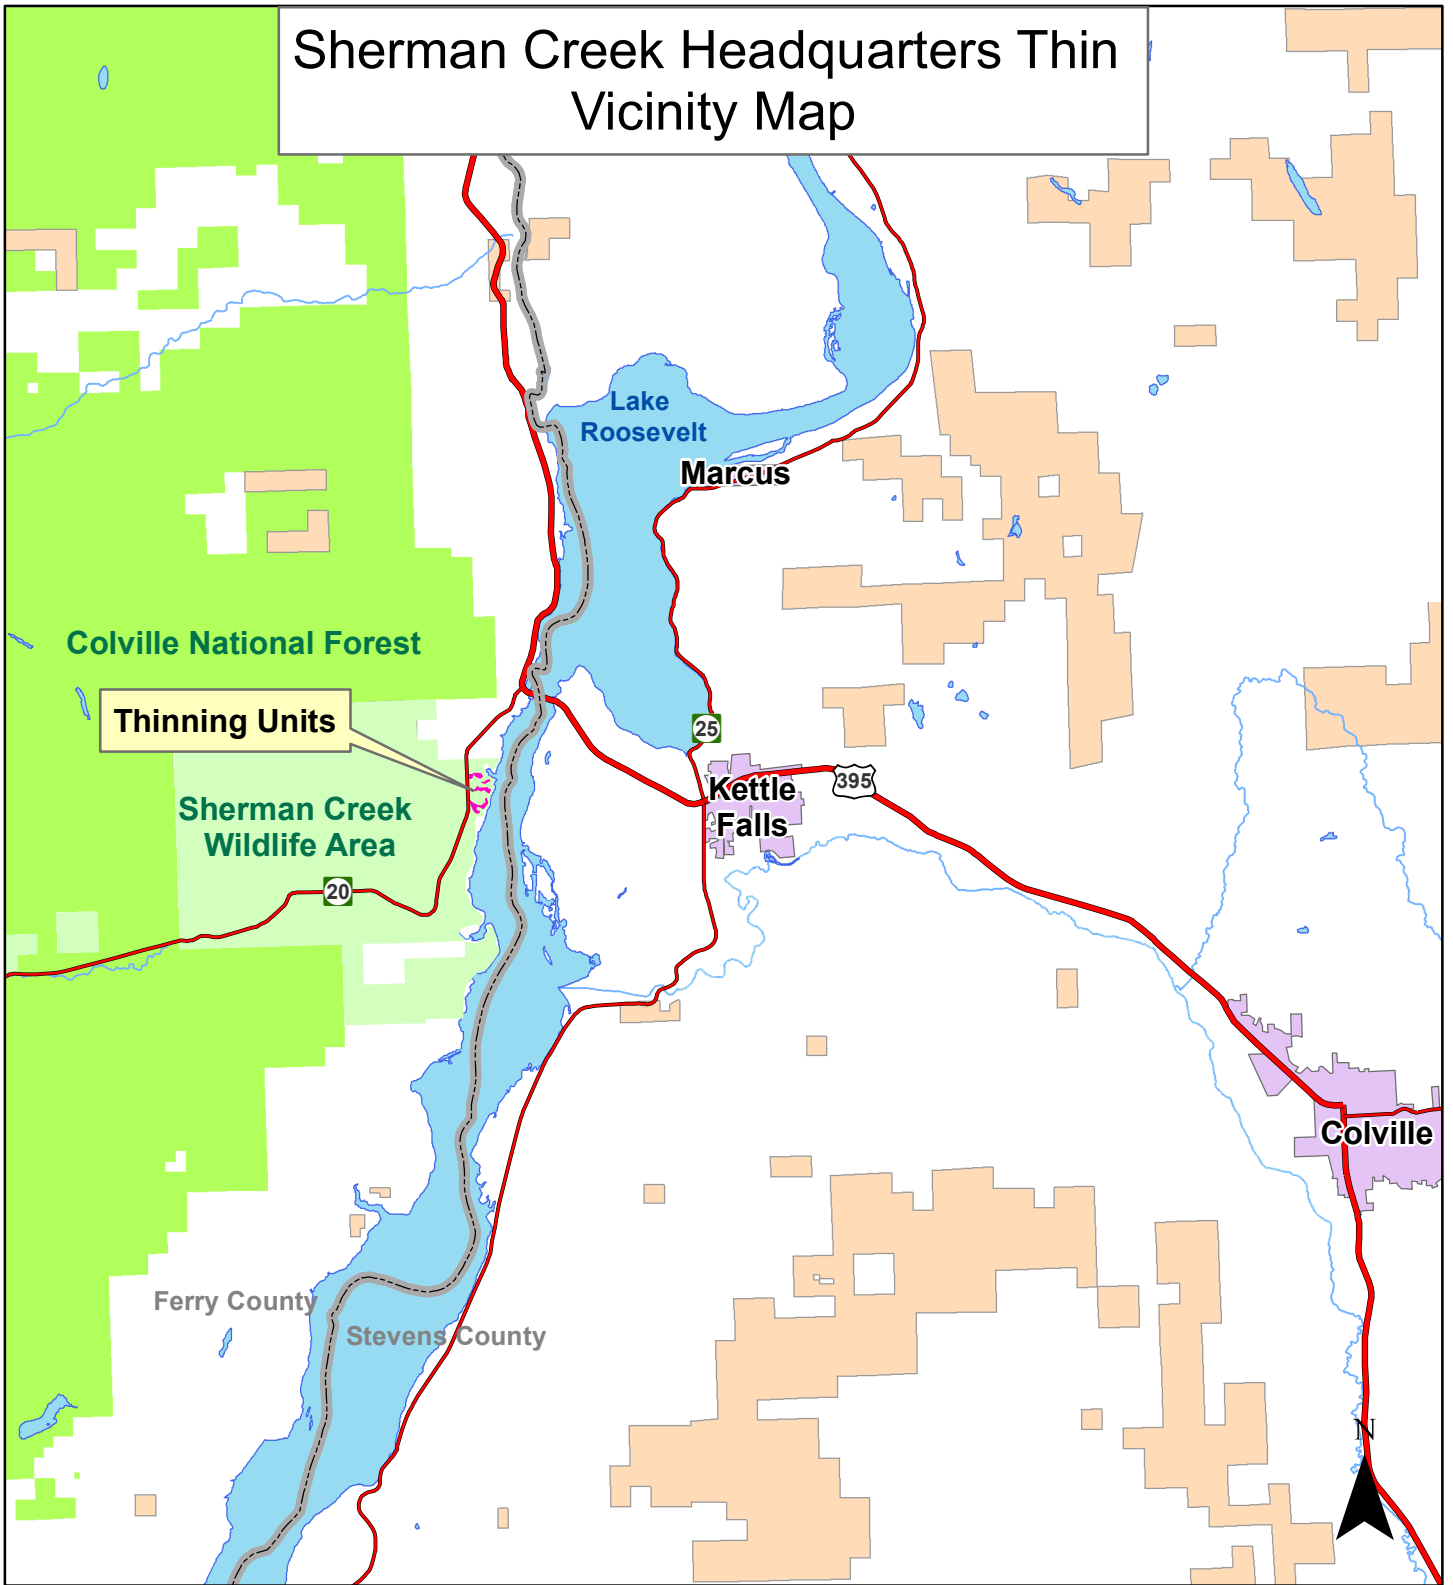 Sherman Creek Headquarters Thin
Vicinity Map
Lake
Roosevelt
Marcus
Colville National Forest
Thinning Units
25
395
Kettle
Falls
Sherman Creek
Wildlife Area
20
Colville
Ferry County
Stevens County
N